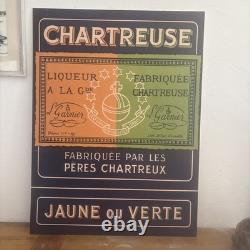 CHARTREUSE
LIQUEUR
A LA Gde
FABRIQUÉE
CHARTREUSE
L. Garnier
L. Garnier
FABRIQUÉE PAR LES
PÈRES CHARTREUX
JAUNE OU VERTE
ebay